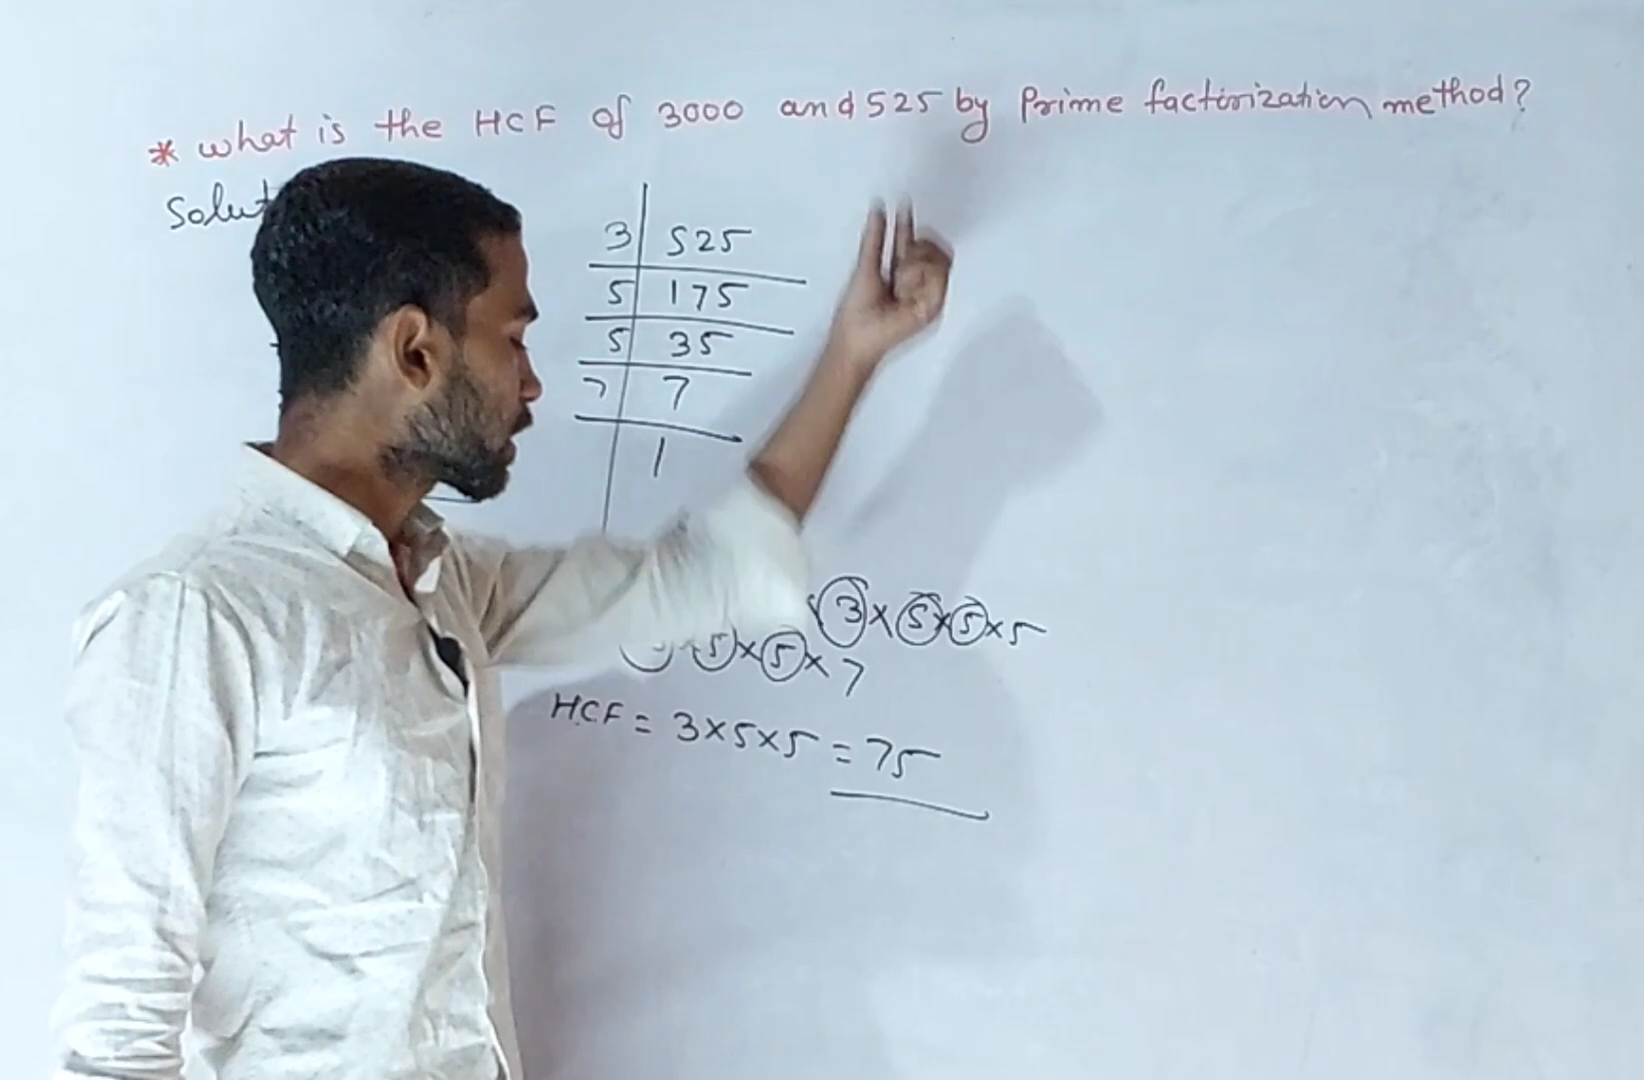 * what is the HCF of 3000 and 525 by Prime factorization method?
Solut
3 525
5 175
5 35
7 7
1
3×5×5×5
5×5×7
HCF = 3×5×5 = 75